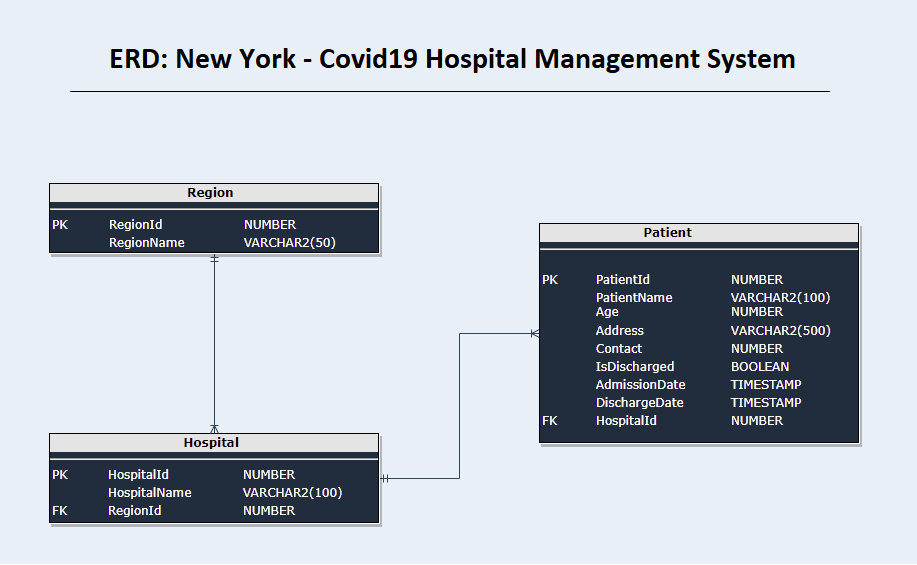 ERD: New York - Covid19 Hospital Management System
Region
PK RegionId NUMBER
RegionName VARCHAR2(50)
Patient
PK PatientId NUMBER
PatientName VARCHAR2(100)
Age NUMBER
Address VARCHAR2(500)
Contact NUMBER
IsDischarged BOOLEAN
AdmissionDate TIMESTAMP
DischargeDate TIMESTAMP
FK HospitalId NUMBER
Hospital
PK HospitalId NUMBER
HospitalName VARCHAR2(100)
FK RegionId NUMBER